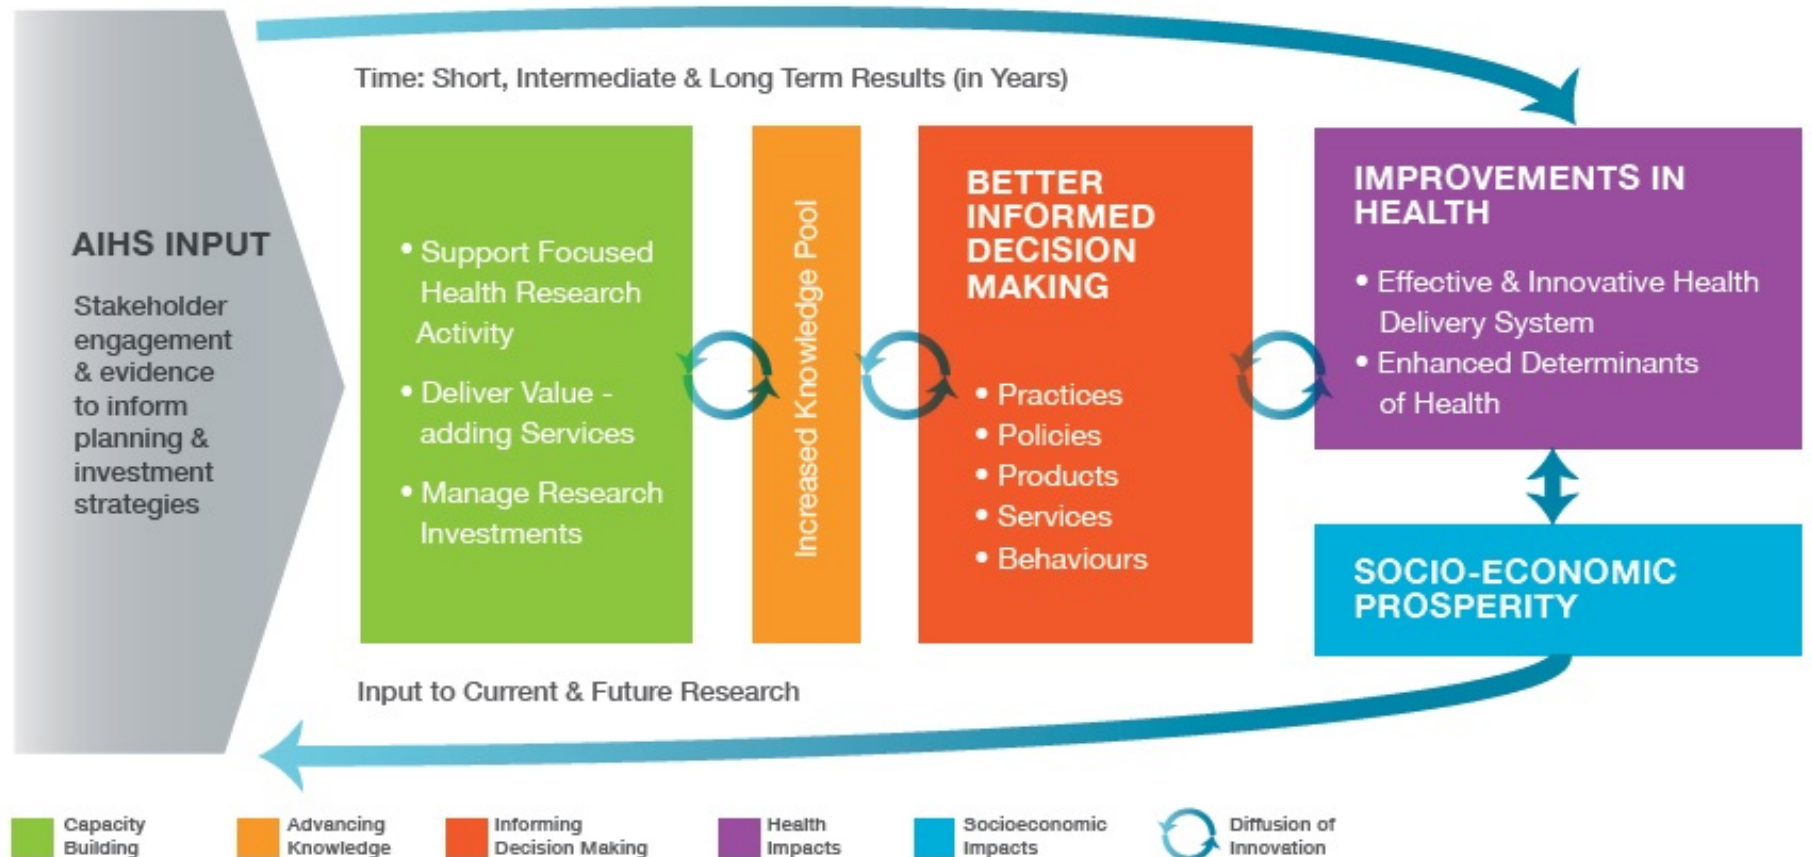 Time: Short, Intermediate & Long Term Results (in Years)
AIHS INPUT
Stakeholder
engagement
& evidence
to inform
planning &
investment
strategies
• Support Focused
Health Research
Activity
• Deliver Value -
adding Services
• Manage Research
Investments
Increased Knowledge Pool
BETTER
INFORMED
DECISION
MAKING
• Practices
• Policies
• Products
• Services
• Behaviours
IMPROVEMENTS IN
HEALTH
• Effective & Innovative Health
Delivery System
• Enhanced Determinants
of Health
SOCIO-ECONOMIC
PROSPERITY
Input to Current & Future Research
Capacity
Building
Advancing
Knowledge
Informing
Decision Making
Health
Impacts
Socioeconomic
Impacts
Diffusion of
Innovation